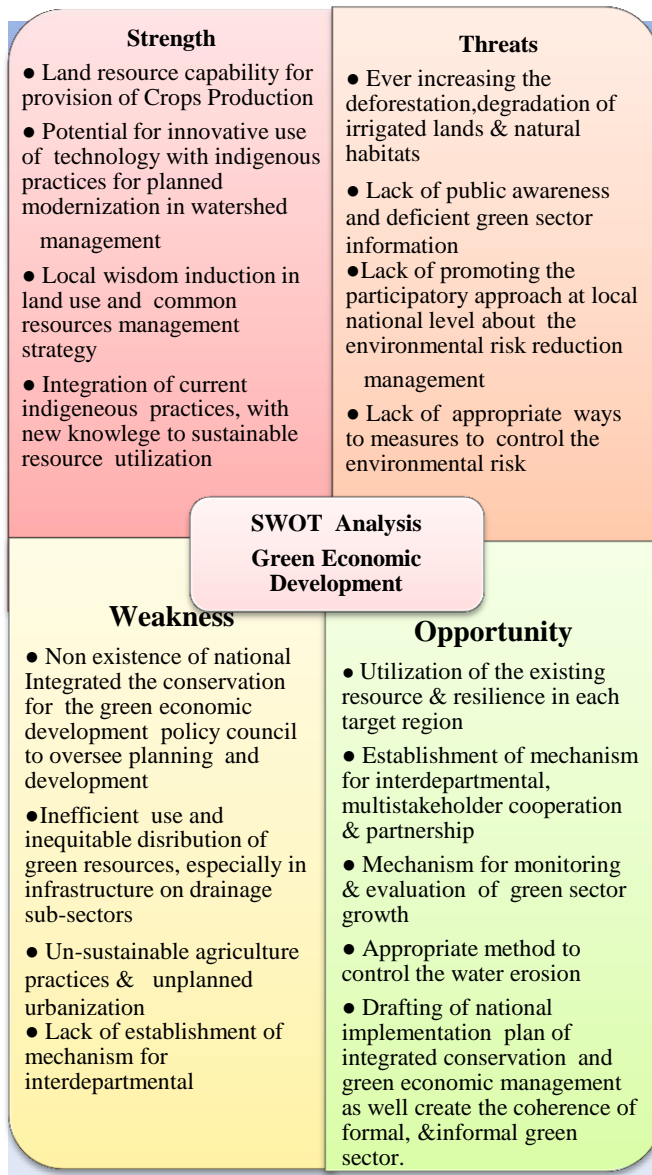 Strength
● Land resource capability for
provision of Crops Production
● Potential for innovative use
of technology with indigenous
practices for planned
modernization in watershed
management
● Local wisdom induction in
land use and common
resources management
strategy
● Integration of current
indigeneous practices, with
new knowlege to sustainable
resource utilization
Threats
● Ever increasing the
deforestation,degradation of
irrigated lands & natural
habitats
● Lack of public awareness
and deficient green sector
information
●Lack of promoting the
participatory approach at local
national level about the
environmental risk reduction
management
● Lack of appropriate ways
to measures to control the
environmental risk
SWOT Analysis
Green Economic
Development
Weakness
● Non existence of national
Integrated the conservation
for the green economic
development policy council
to oversee planning and
development
●Inefficient use and
inequitable disribution of
green resources, especially in
infrastructure on drainage
sub-sectors
● Un-sustainable agriculture
practices & unplanned
urbanization
● Lack of establishment of
mechanism for
interdepartmental
Opportunity
● Utilization of the existing
resource & resilience in each
target region
● Establishment of mechanism
for interdepartmental,
multistakeholder cooperation
& partnership
● Mechanism for monitoring
& evaluation of green sector
growth
● Appropriate method to
control the water erosion
● Drafting of national
implementation plan of
integrated conservation and
green economic management
as well create the coherence of
formal, &informal green
sector.